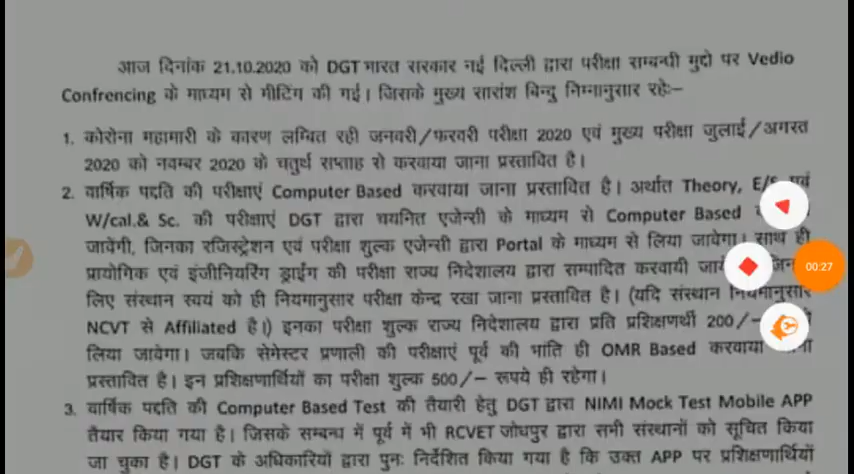 आज दिनांक 21.10.2020 को DGT भारत सरकार नई दिल्ली द्वारा परीक्षा सम्बन्धी मुद्दो पर Vedio
Confrencing के माध्यम से मीटिंग की गई। जिसके मुख्य सारांश बिन्दु निम्नानुसार रहेः—
1. कोरोना महामारी के कारण लम्बित रही जनवरी/फरवरी परीक्षा 2020 एवं मुख्य परीक्षा जुलाई/अगस्त
2020 को नवम्बर 2020 के चतुर्थ सप्ताह से करवाया जाना प्रस्तावित है।
2. वार्षिक पद्दति की परीक्षाएं Computer Based करवाया जाना प्रस्तावित है। अर्थात Theory, एवं
W/cal.& Sc. की परीक्षाएं DGT द्वारा चयनित एजेन्सी के माध्यम से Computer Based
जावेंगी, जिनका रजिस्ट्रेशन एवं परीक्षा शुल्क एजेन्सी द्वारा Portal के माध्यम से लिया जावेगा। साथ ही
प्रायोगिक एवं इंजीनियरिंग ड्राईंग की परीक्षा राज्य निदेशालय द्वारा सम्पादित करवायी
लिए संस्थान स्वयं को ही नियमानुसार परीक्षा केन्द्र रखा जाना प्रस्तावित है। (यदि संस्थान नियमानुसार
NCVT से Affiliated है।) इनका परीक्षा शुल्क राज्य निदेशालय द्वारा प्रति प्रशिक्षणर्थी 200/—
लिया जावेगा। जबकि सेमेस्टर प्रणाली की परीक्षाएं पूर्व की भांति ही OMR Based करवाया
प्रस्तावित है। इन प्रशिक्षणार्थियों का परीक्षा शुल्क 500/— रूपये ही रहेगा।
3. वार्षिक पद्दति की Computer Based Test की तैयारी हेतु DGT द्वारा NIMI Mock Test Mobile APP
तैयार किया गया है। जिसके सम्बन्ध में पूर्व में भी RCVET जोधपुर द्वारा सभी संस्थानों को सूचित किया
जा चुका है। DGT के अधिकारियों द्वारा पुनः निर्देशित किया गया है कि उक्त APP पर प्रशिक्षणार्थियों
00:27